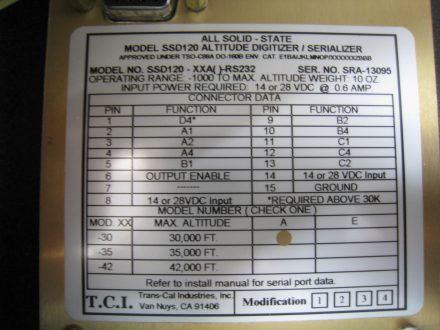 ALL SOLID - STATE
MODEL SSD120 ALTITUDE DIGITIZER / SERIALIZER
APPROVED UNDER TSO-C88A DO-160B ENV. CAT.
MODEL NO. SSD120 -XXA( )-RS232 SER. NO. SRA-13095
OPERATING RANGE: -1000 TO MAX. ALTITUDE WEIGHT: 10 OZ.
INPUT POWER REQUIRED: 14 or 28 VDC @ 0.6 AMP
CONNECTOR DATA
PIN FUNCTION PIN FUNCTION
1 D4* 9 B2
2 A1 10 B4
3 A2 11 C1
4 A4 12 C4
5 B1 13 C2
6 OUTPUT ENABLE 14 14 or 28 VDC Input
7 ------- 15 GROUND
8 14 or 28 VDC Input *REQUIRED ABOVE 30K
MODEL NUMBER ( CHECK ONE )
MOD. XX MAX. ALTITUDE A E
-30 30,000 FT.
-35 35,000 FT.
-42 42,000 FT.
Refer to install manual for serial port data.
T.C.I. Trans-Cal Industries, Inc.
Van Nuys, CA 91406
Modification 1 2 3 4